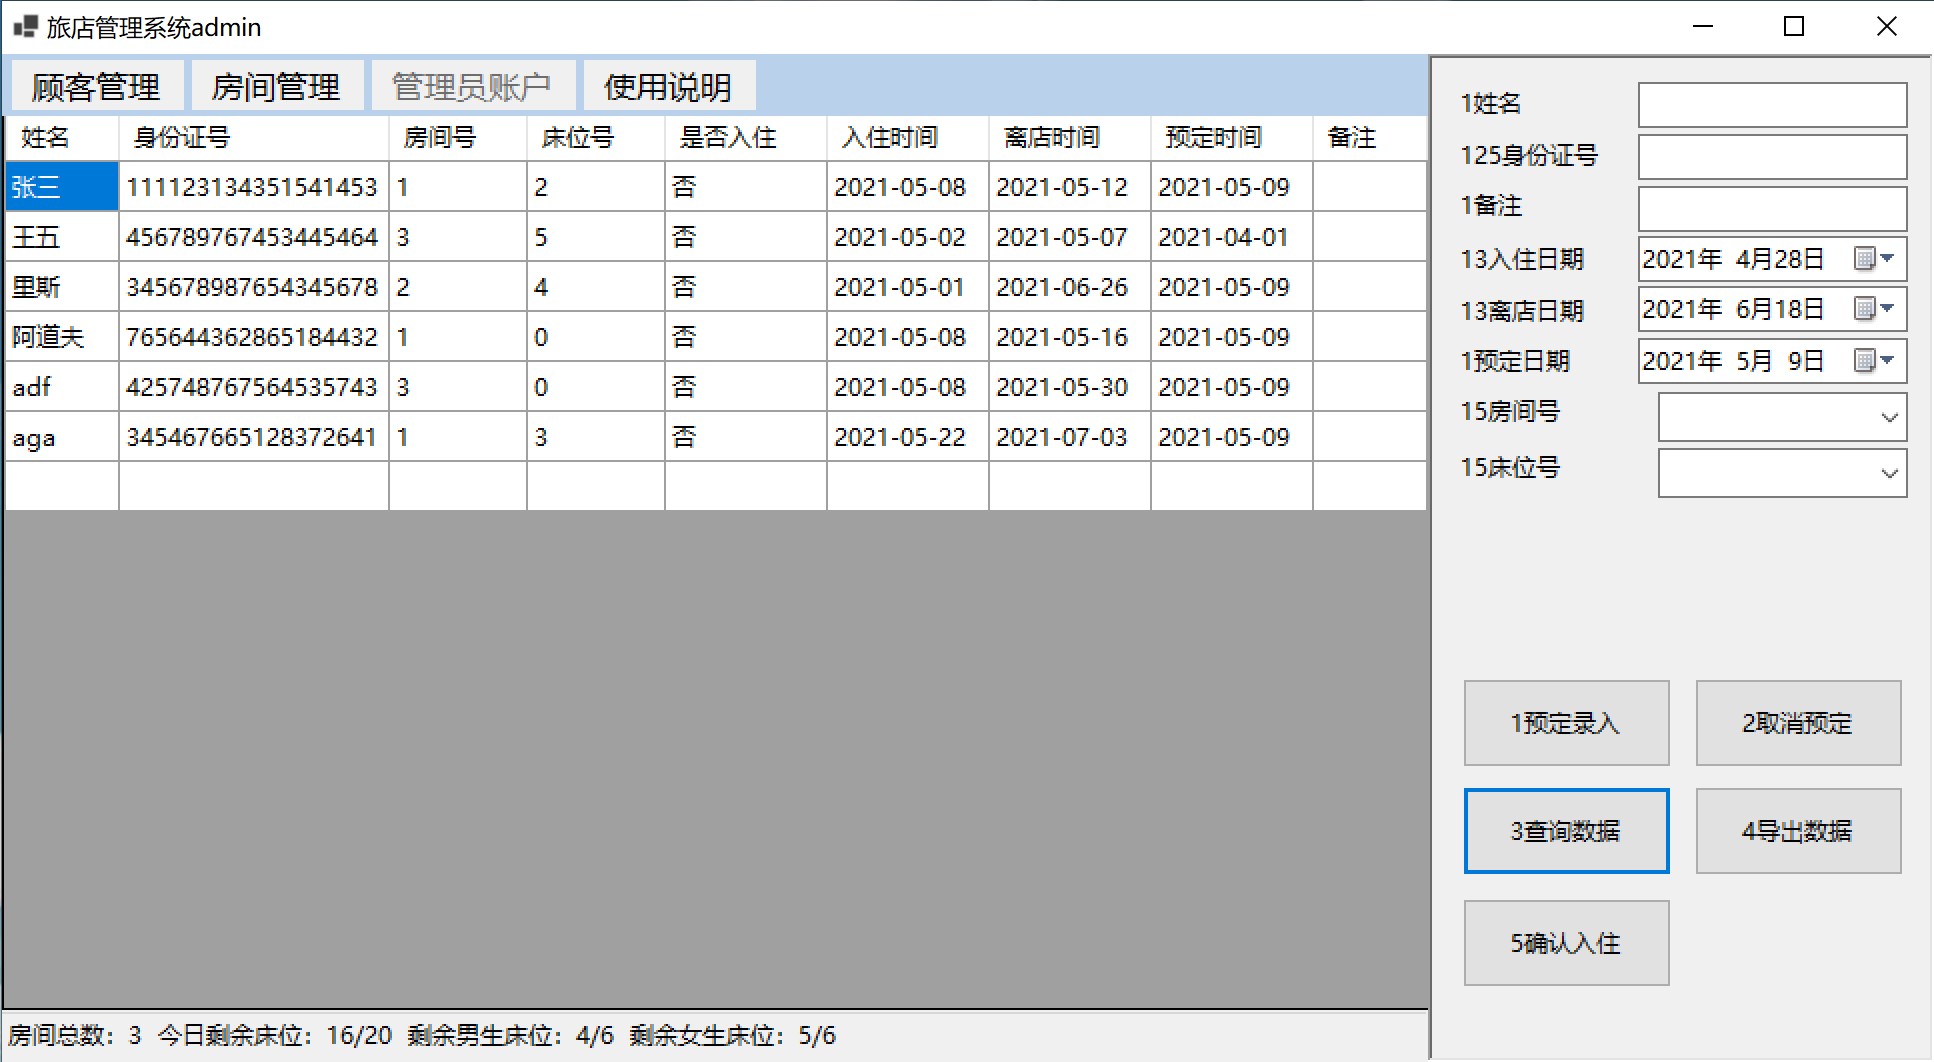 旅店管理系统admin
顾客管理 房间管理 管理员账户 使用说明
姓名 身份证号 房间号 床位号 是否入住 入住时间 离店时间 预定时间 备注
张三 111123134351541453 1 2 否 2021-05-08 2021-05-12 2021-05-09
王五 456789767453445464 3 5 否 2021-05-02 2021-05-07 2021-04-01
里斯 345678987654345678 2 4 否 2021-05-01 2021-06-26 2021-05-09
阿道夫 765644362865184432 1 0 否 2021-05-08 2021-05-16 2021-05-09
adf 425748767564535743 3 0 否 2021-05-08 2021-05-30 2021-05-09
aga 345467665128372641 1 3 否 2021-05-22 2021-07-03 2021-05-09
房间总数：3 今日剩余床位：16/20 剩余男生床位：4/6 剩余女生床位：5/6
1姓名
125身份证号
1备注
13入住日期 2021年 4月28日
13离店日期 2021年 6月18日
1预定日期 2021年 5月 9日
15房间号
15床位号
1预定录入 2取消预定
3查询数据 4导出数据
5确认入住